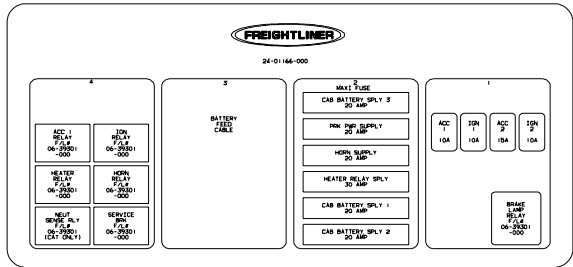 FREIGHTLINER
24-01166-000
4
ACC 1
RELAY
F/L#
06-39301
-000
IGN
RELAY
F/L#
06-39301
-000
HEATER
RELAY
F/L#
06-39301
-000
HORN
RELAY
F/L#
06-39301
-000
NEUT
SENSE RLY
F/L#
06-39301
(CAT ONLY)
SERVICE
BRK
F/L#
06-39301
-000
3
BATTERY
FEED
CABLE
2
MAXI FUSE
CAB BATTERY SPLY 3
20 AMP
PRK PWR SUPPLY
20 AMP
HORN SUPPLY
20 AMP
HEATER RELAY SPLY
30 AMP
CAB BATTERY SPLY 1
20 AMP
CAB BATTERY SPLY 2
20 AMP
1
ACC
1
10A
IGN
1
10A
ACC
2
15A
IGN
2
10A
BRAKE
LAMP
RELAY
F/L#
06-39301
-000